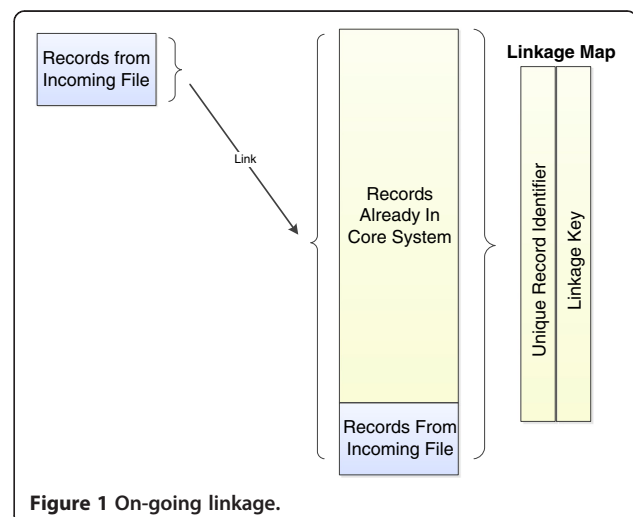 Records from
Incoming File
Link
Records
Already In
Core System
Records From
Incoming File
Linkage Map
Unique Record Identifier
Linkage Key
Figure 1 On-going linkage.